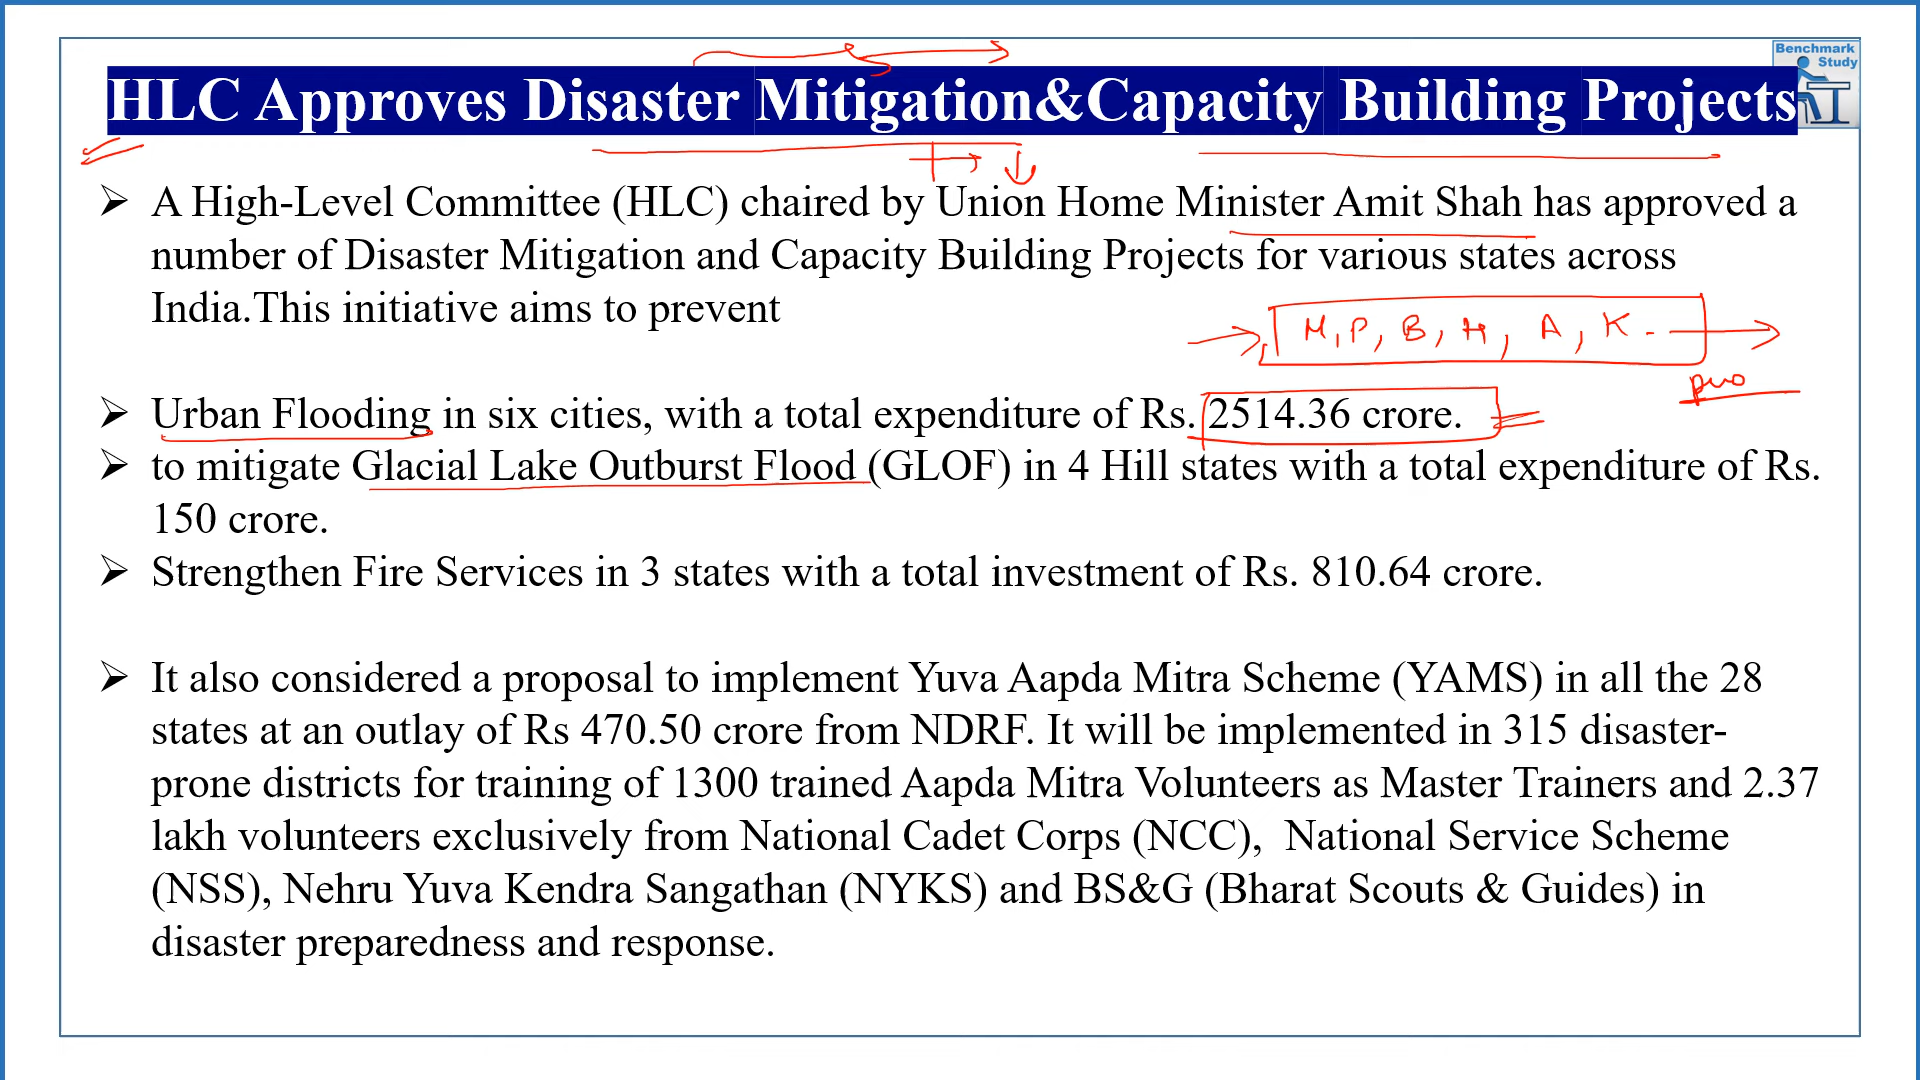 Benchmark
Study
HLC Approves Disaster Mitigation&Capacity Building Projects
➢ A High-Level Committee (HLC) chaired by Union Home Minister Amit Shah has approved a
number of Disaster Mitigation and Capacity Building Projects for various states across
India.This initiative aims to prevent
M, P, B, H, A, K.
➢ Urban Flooding in six cities, with a total expenditure of Rs. 2514.36 crore.
➢ to mitigate Glacial Lake Outburst Flood (GLOF) in 4 Hill states with a total expenditure of Rs.
150 crore.
➢ Strengthen Fire Services in 3 states with a total investment of Rs. 810.64 crore.
➢ It also considered a proposal to implement Yuva Aapda Mitra Scheme (YAMS) in all the 28
states at an outlay of Rs 470.50 crore from NDRF. It will be implemented in 315 disaster-
prone districts for training of 1300 trained Aapda Mitra Volunteers as Master Trainers and 2.37
lakh volunteers exclusively from National Cadet Corps (NCC),  National Service Scheme
(NSS), Nehru Yuva Kendra Sangathan (NYKS) and BS&G (Bharat Scouts & Guides) in
disaster preparedness and response.